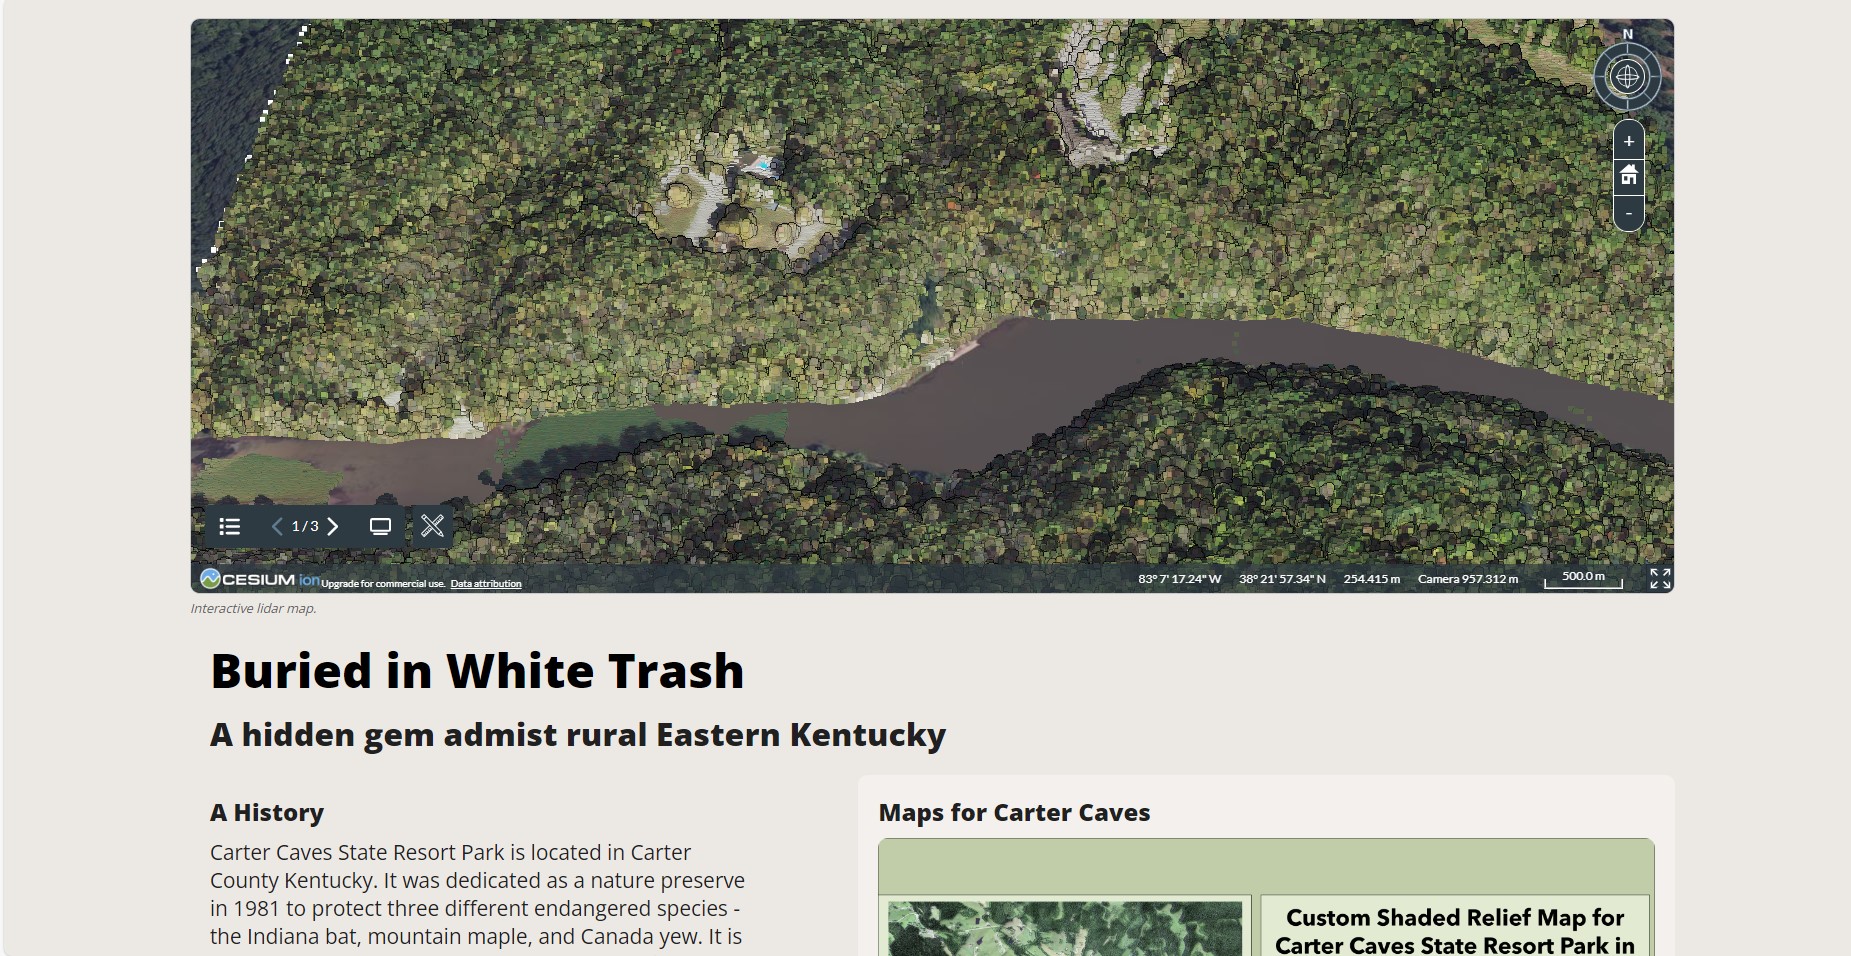 N
+
-
1 / 3
CESIUM ion Upgrade for commercial use. Data attribution
83° 7' 17.24" W 38° 21' 57.34" N 254.415 m Camera 957.312 m 500.0 m
Interactive lidar map.
Buried in White Trash
A hidden gem admist rural Eastern Kentucky
A History
Carter Caves State Resort Park is located in Carter
County Kentucky. It was dedicated as a nature preserve
in 1981 to protect three different endangered species -
the Indiana bat, mountain maple, and Canada yew. It is
Maps for Carter Caves
Custom Shaded Relief Map for
Carter Caves State Resort Park in